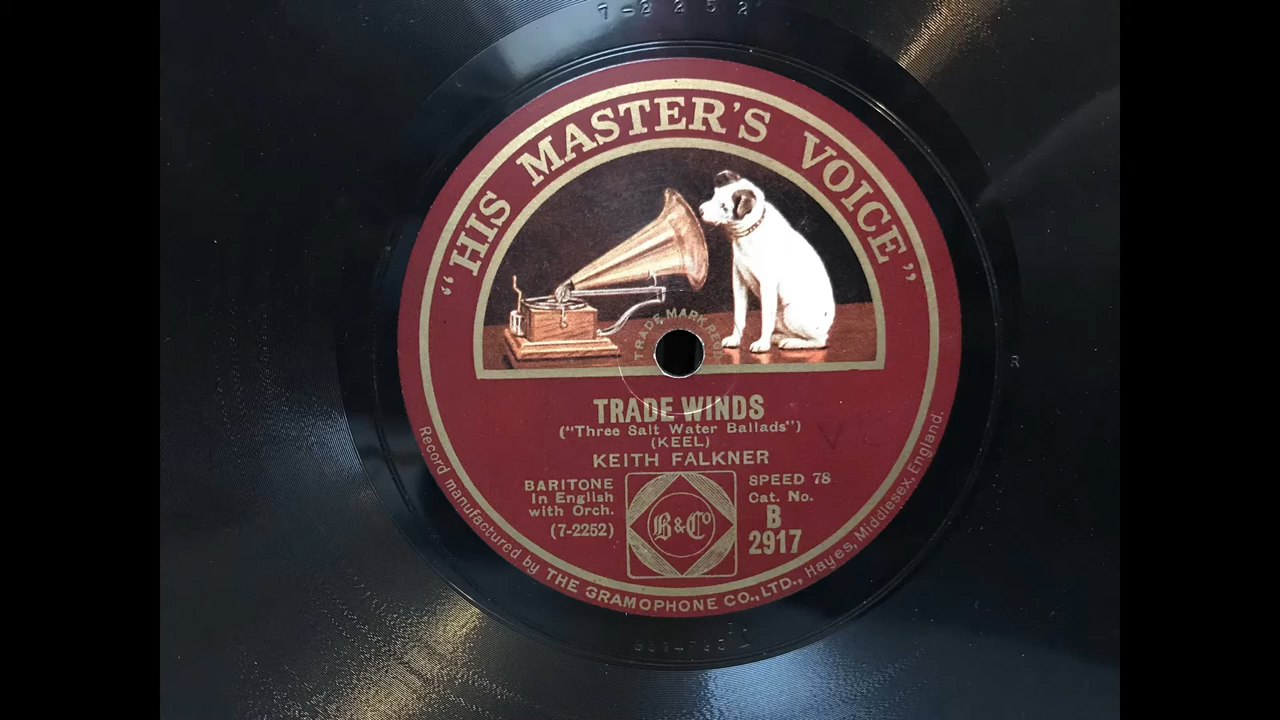 7-2252
"HIS MASTER'S VOICE"
TRADE MARK REGD
TRADE WINDS
("Three Salt Water Ballads")
(KEEL)
KEITH FALKNER
BARITONE
In English
with Orch.
(7-2252)
B & Co
SPEED 78
Cat. No.
B
2917
Record manufactured by THE GRAMOPHONE CO., LTD., Hayes, Middlesex, England.
R